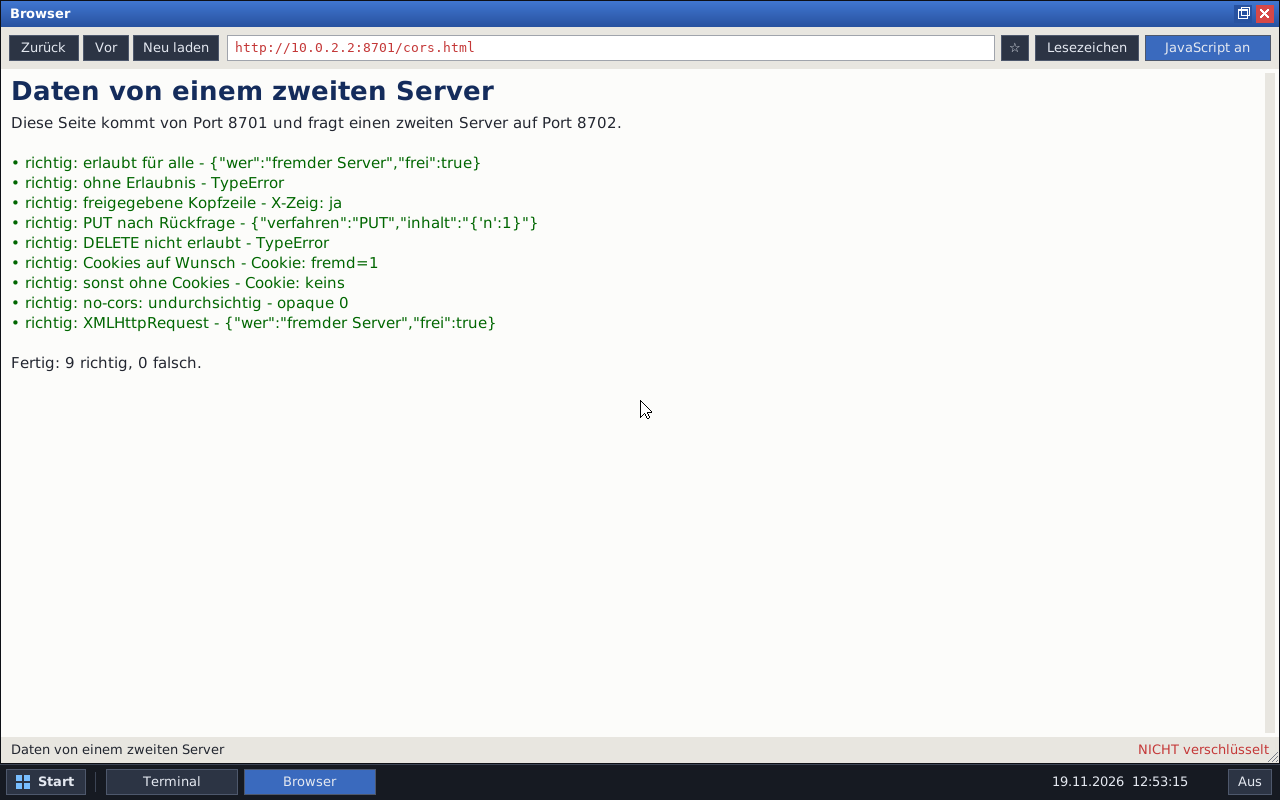 Browser
Zurück Vor Neu laden http://10.0.2.2:8701/cors.html ☆ Lesezeichen JavaScript an
Daten von einem zweiten Server
Diese Seite kommt von Port 8701 und fragt einen zweiten Server auf Port 8702.
• richtig: erlaubt für alle - {"wer":"fremder Server","frei":true}
• richtig: ohne Erlaubnis - TypeError
• richtig: freigegebene Kopfzeile - X-Zeig: ja
• richtig: PUT nach Rückfrage - {"verfahren":"PUT","inhalt":"{'n':1}"}
• richtig: DELETE nicht erlaubt - TypeError
• richtig: Cookies auf Wunsch - Cookie: fremd=1
• richtig: sonst ohne Cookies - Cookie: keins
• richtig: no-cors: undurchsichtig - opaque 0
• richtig: XMLHttpRequest - {"wer":"fremder Server","frei":true}
Fertig: 9 richtig, 0 falsch.
Daten von einem zweiten Server NICHT verschlüsselt
Start Terminal Browser 19.11.2026 12:53:15 Aus